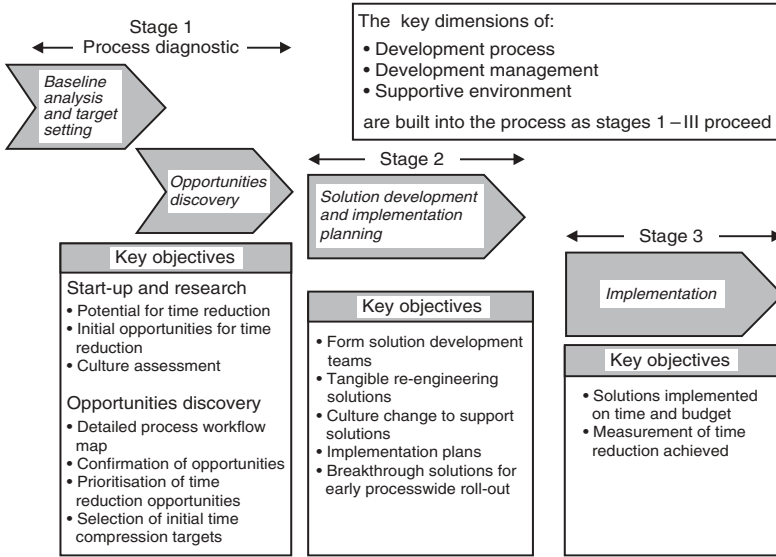 Stage 1
Process diagnostic
Baseline
analysis
and target
setting
Opportunities
discovery
The key dimensions of:
• Development process
• Development management
• Supportive environment
are built into the process as stages 1 – III proceed
Stage 2
Solution development
and implementation
planning
Stage 3
Implementation
Key objectives
Start-up and research
• Potential for time reduction
• Initial opportunities for time
reduction
• Culture assessment
Opportunities discovery
• Detailed process workflow
map
• Confirmation of opportunities
• Prioritisation of time
reduction opportunities
• Selection of initial time
compression targets
Key objectives
• Form solution development
teams
• Tangible re-engineering
solutions
• Culture change to support
solutions
• Implementation plans
• Breakthrough solutions for
early processwide roll-out
Key objectives
• Solutions implemented
on time and budget
• Measurement of time
reduction achieved